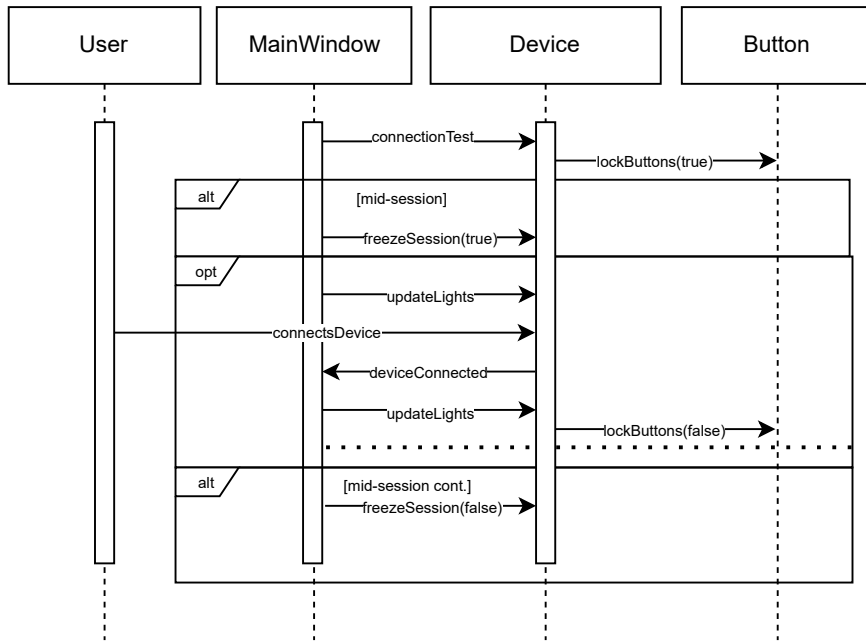 User
MainWindow
Device
Button
connectionTest
lockButtons(true)
alt
[mid-session]
freezeSession(true)
opt
updateLights
connectsDevice
deviceConnected
updateLights
lockButtons(false)
alt
[mid-session cont.]
freezeSession(false)